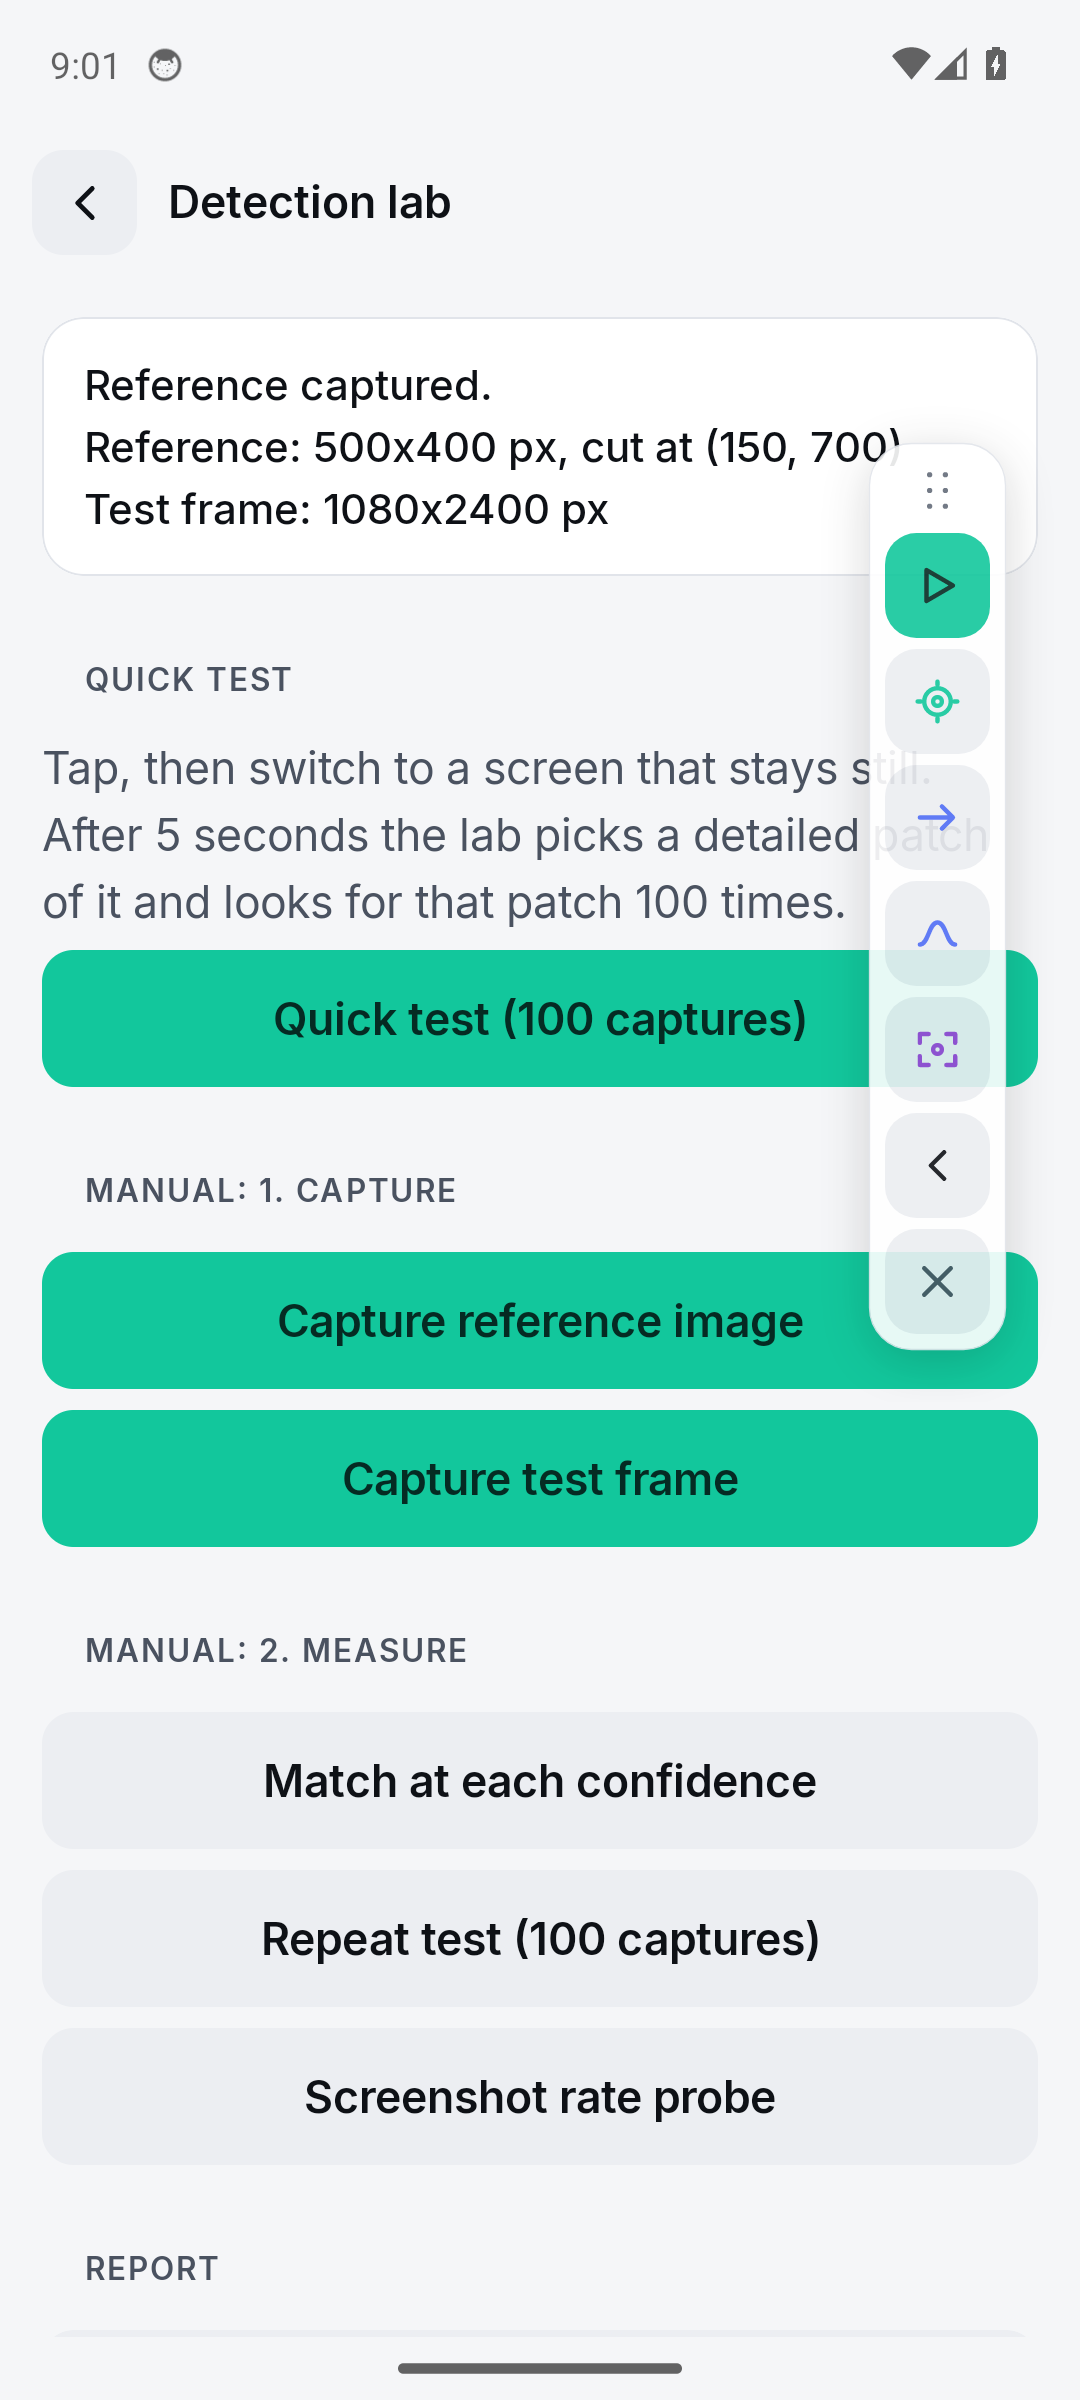 9:01
Detection lab
Reference captured.
Reference: 500x400 px, cut at (150, 700)
Test frame: 1080x2400 px
QUICK TEST
Tap, then switch to a screen that stays still.
After 5 seconds the lab picks a detailed patch
of it and looks for that patch 100 times.
Quick test (100 captures)
MANUAL: 1. CAPTURE
Capture reference image
Capture test frame
MANUAL: 2. MEASURE
Match at each confidence
Repeat test (100 captures)
Screenshot rate probe
REPORT